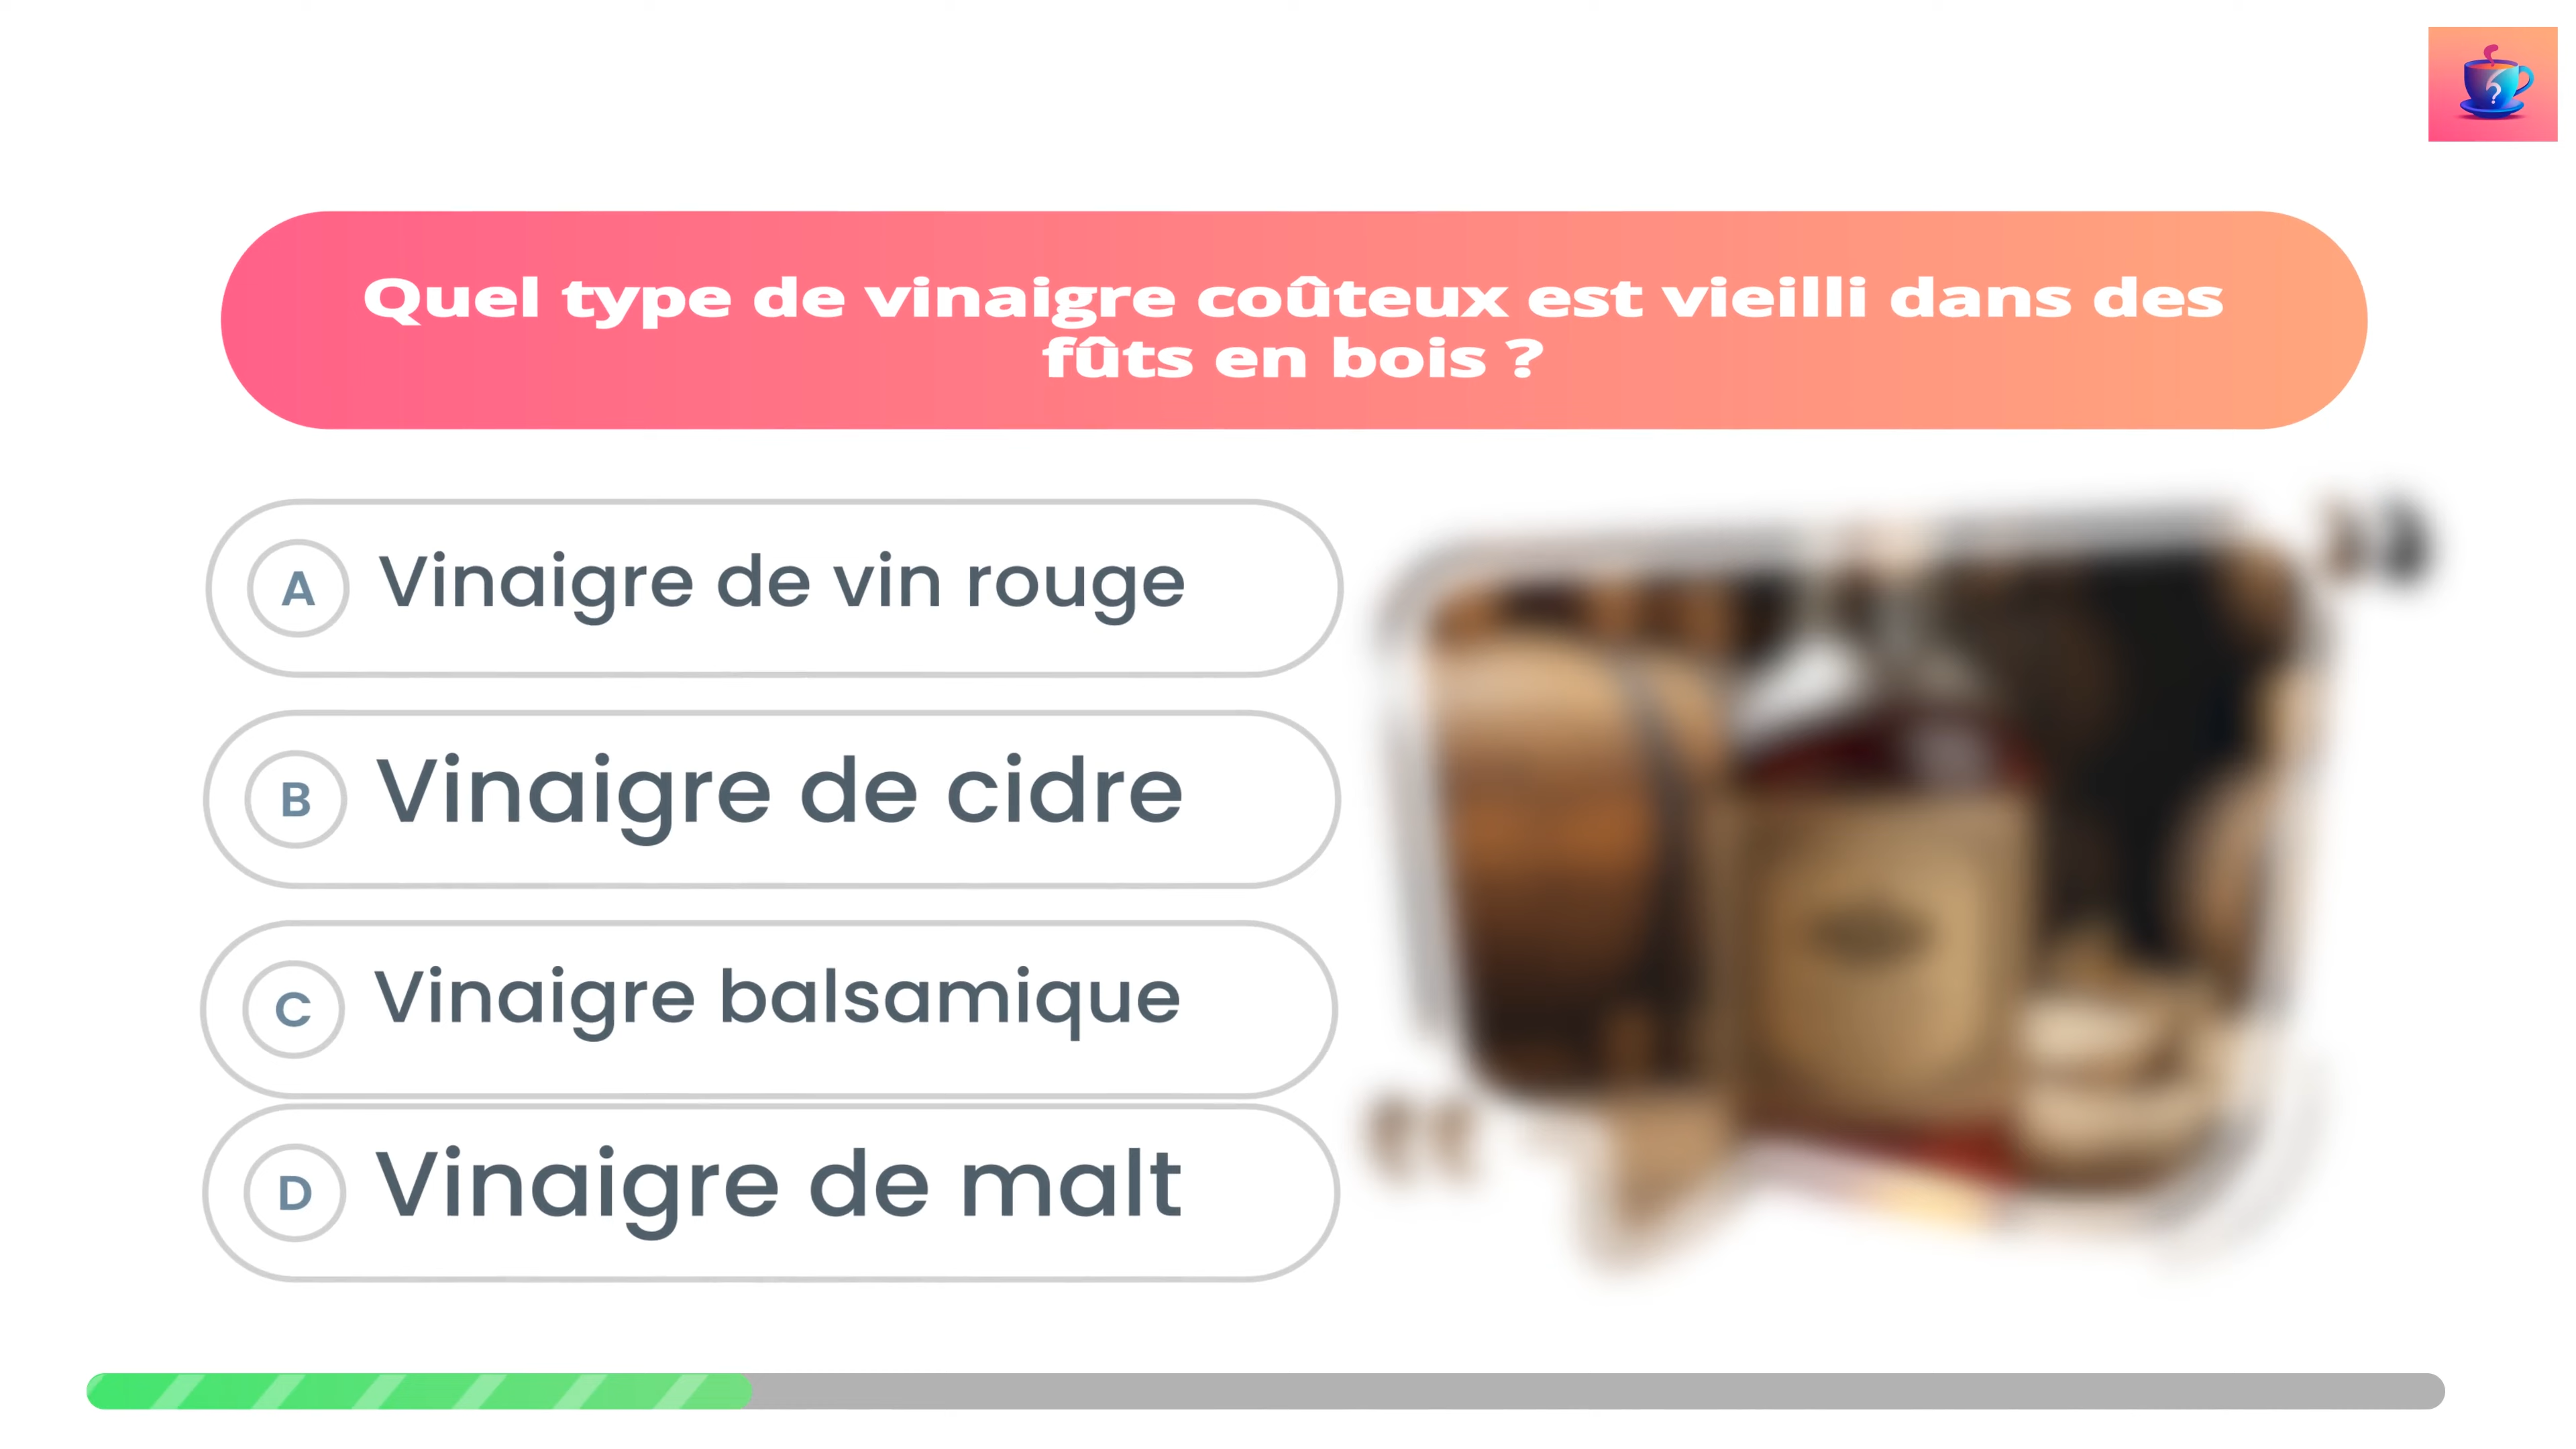 Quel type de vinaigre coûteux est vieilli dans des
fûts en bois ?
A Vinaigre de vin rouge
B Vinaigre de cidre
C Vinaigre balsamique
D Vinaigre de malt